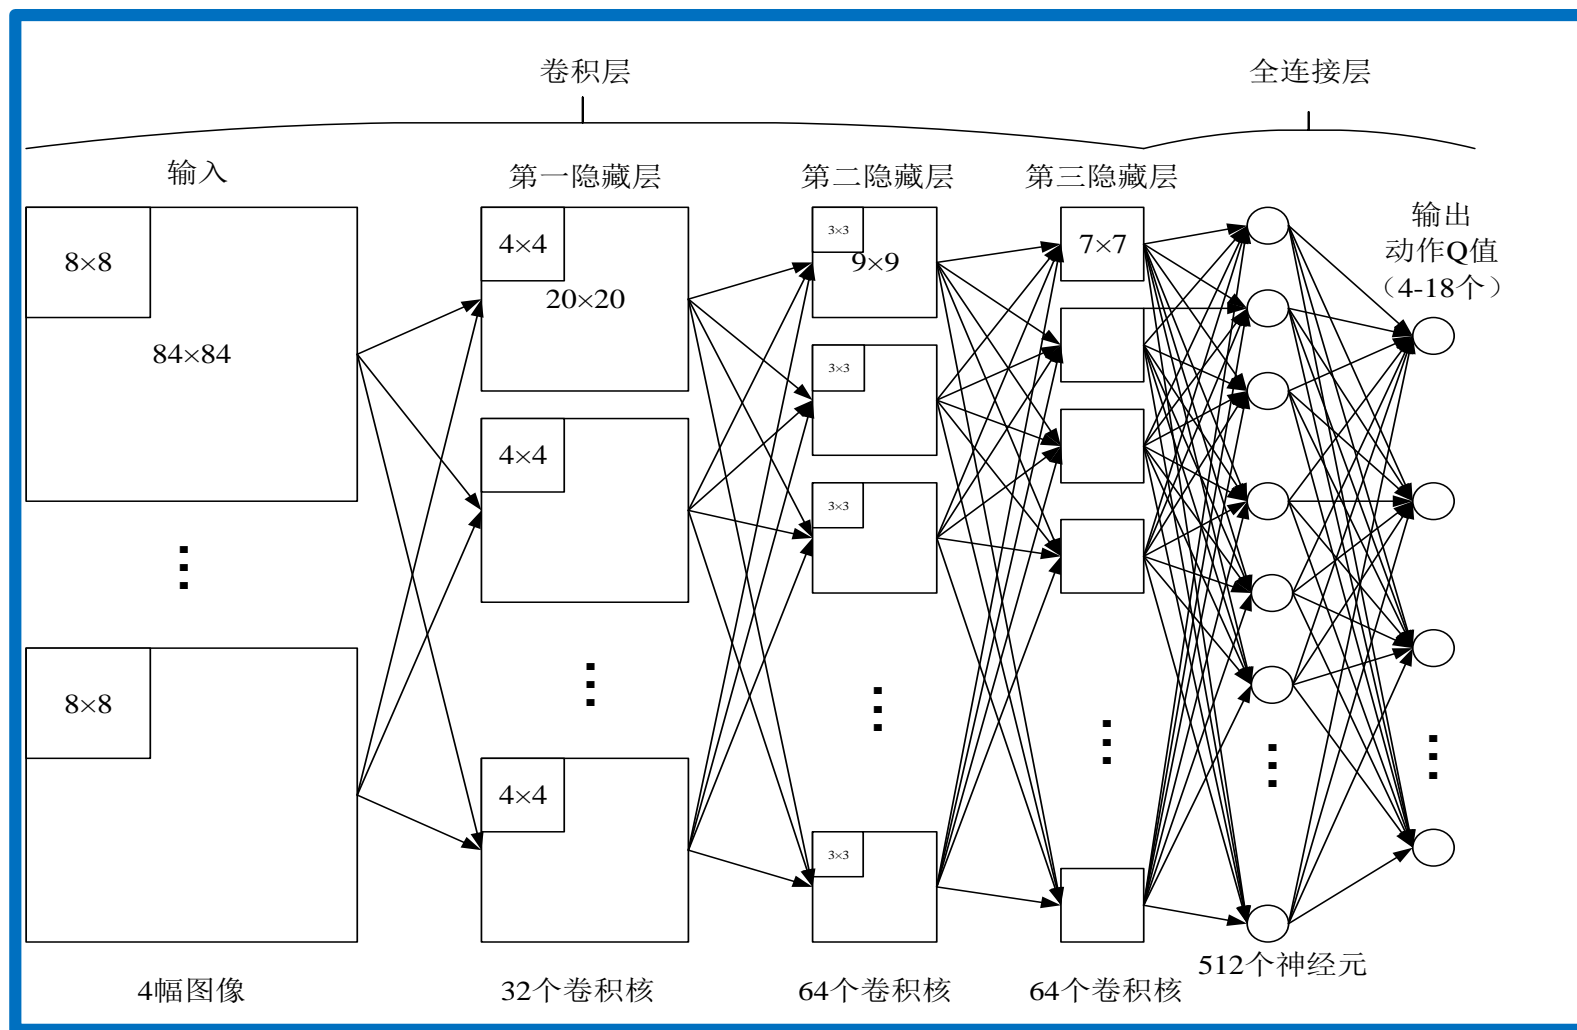 卷积层
全连接层
输入
第一隐藏层
第二隐藏层
第三隐藏层
输出
动作Q值
（4-18个）
8×8
84×84
8×8
4×4
20×20
4×4
4×4
3×3
9×9
3×3
3×3
3×3
7×7
4幅图像
32个卷积核
64个卷积核
64个卷积核
512个神经元